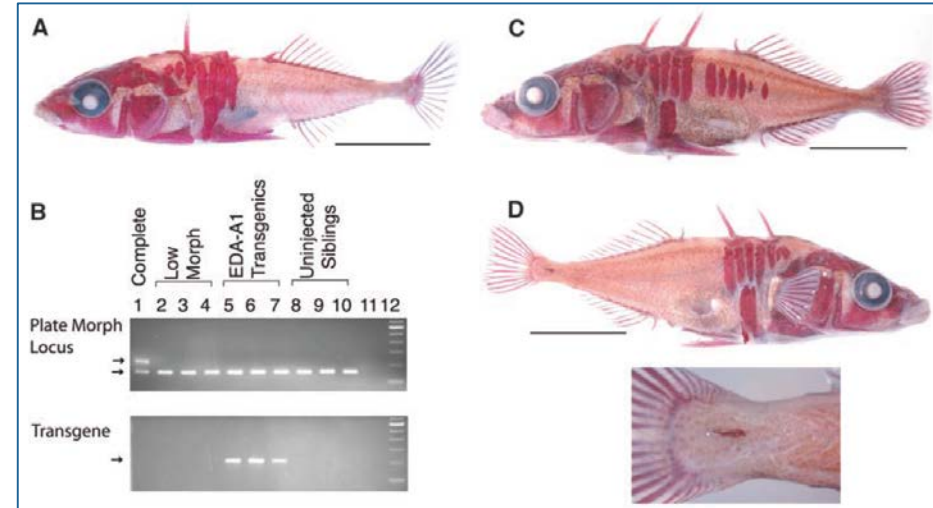 A
C
B
Complete
Low
Morph
EDA-A1
Transgenics
Uninjected
Siblings
1 2 3 4 5 6 7 8 9 10 11 12
Plate Morph
Locus
Transgene
D